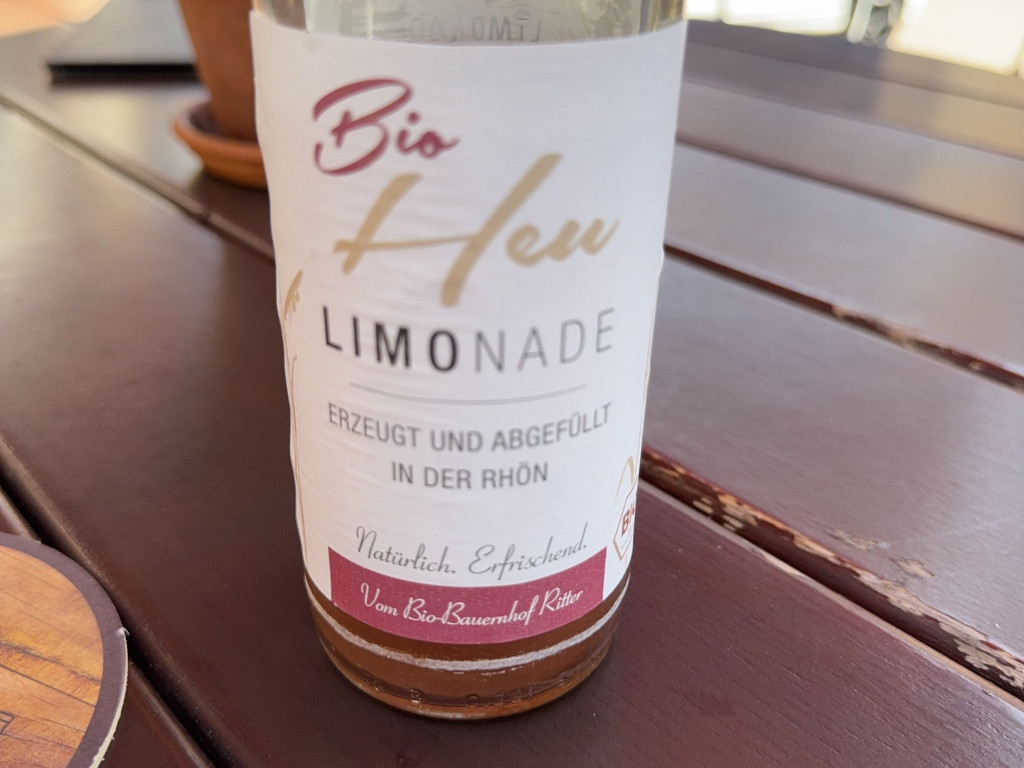 Bio
Heu
LIMONADE
ERZEUGT UND ABGEFÜLLT
IN DER RHÖN
Natürlich. Erfrischend.
Vom Bio-Bauernhof Ritter